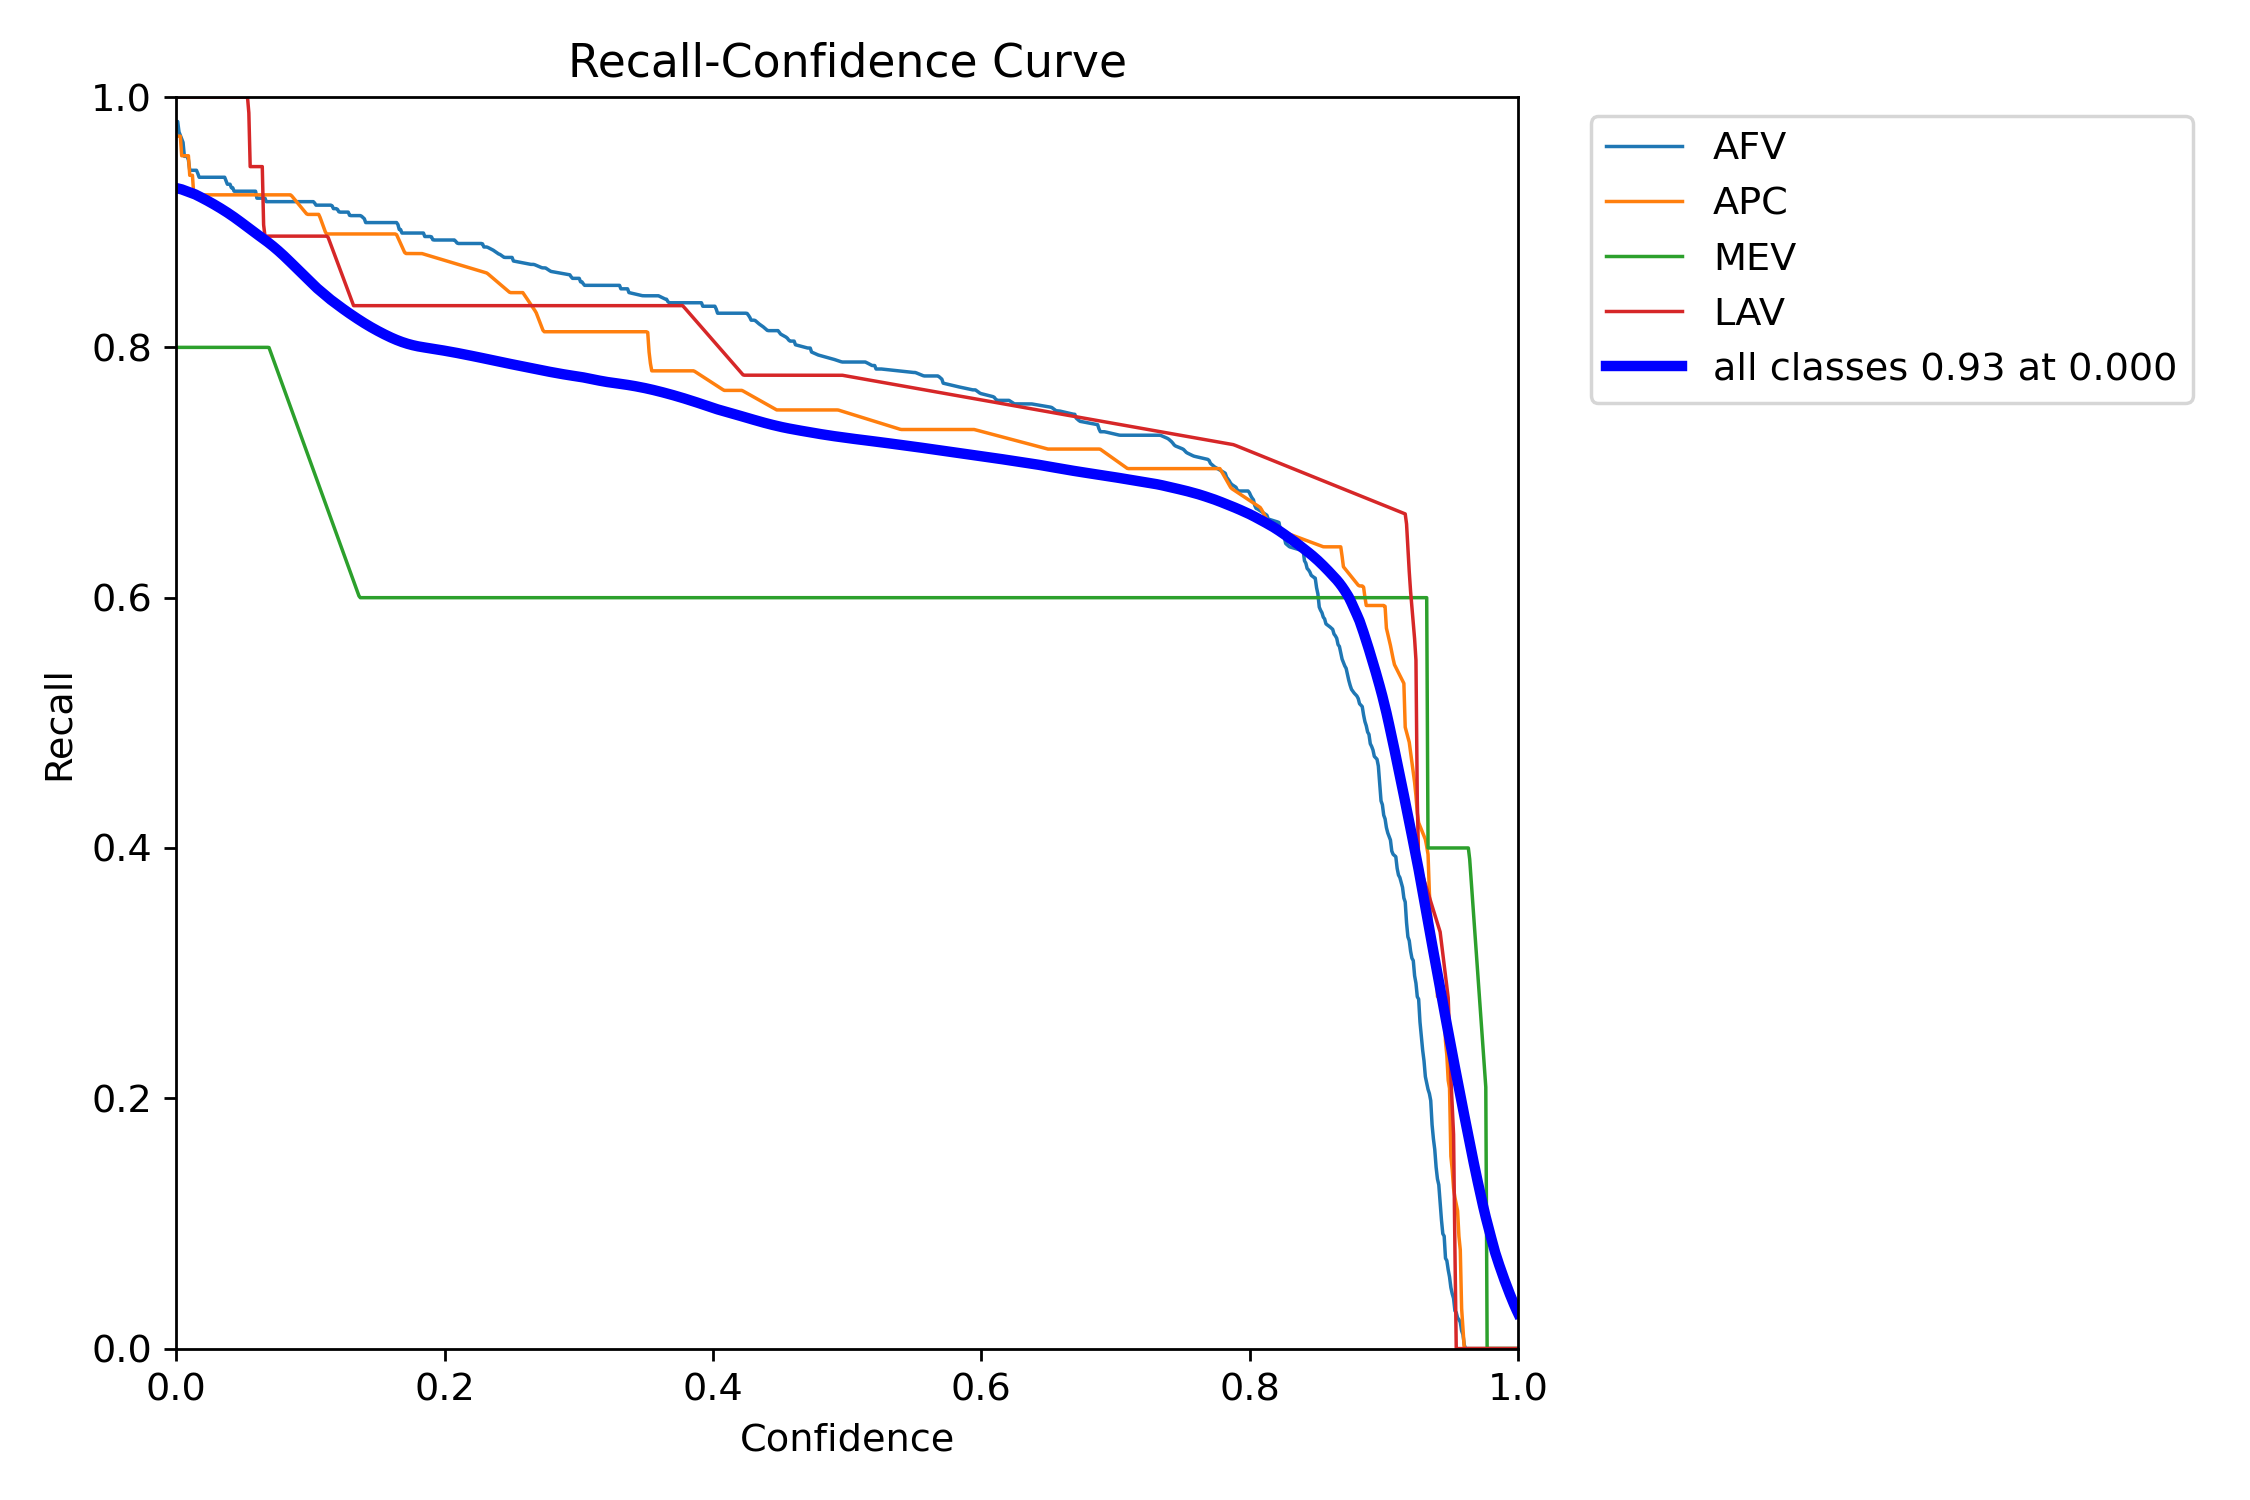 Recall-Confidence Curve
1.0
0.8
0.6
0.4
0.2
0.0
Recall
0.0 0.2 0.4 0.6 0.8 1.0
Confidence
AFV
APC
MEV
LAV
all classes 0.93 at 0.000